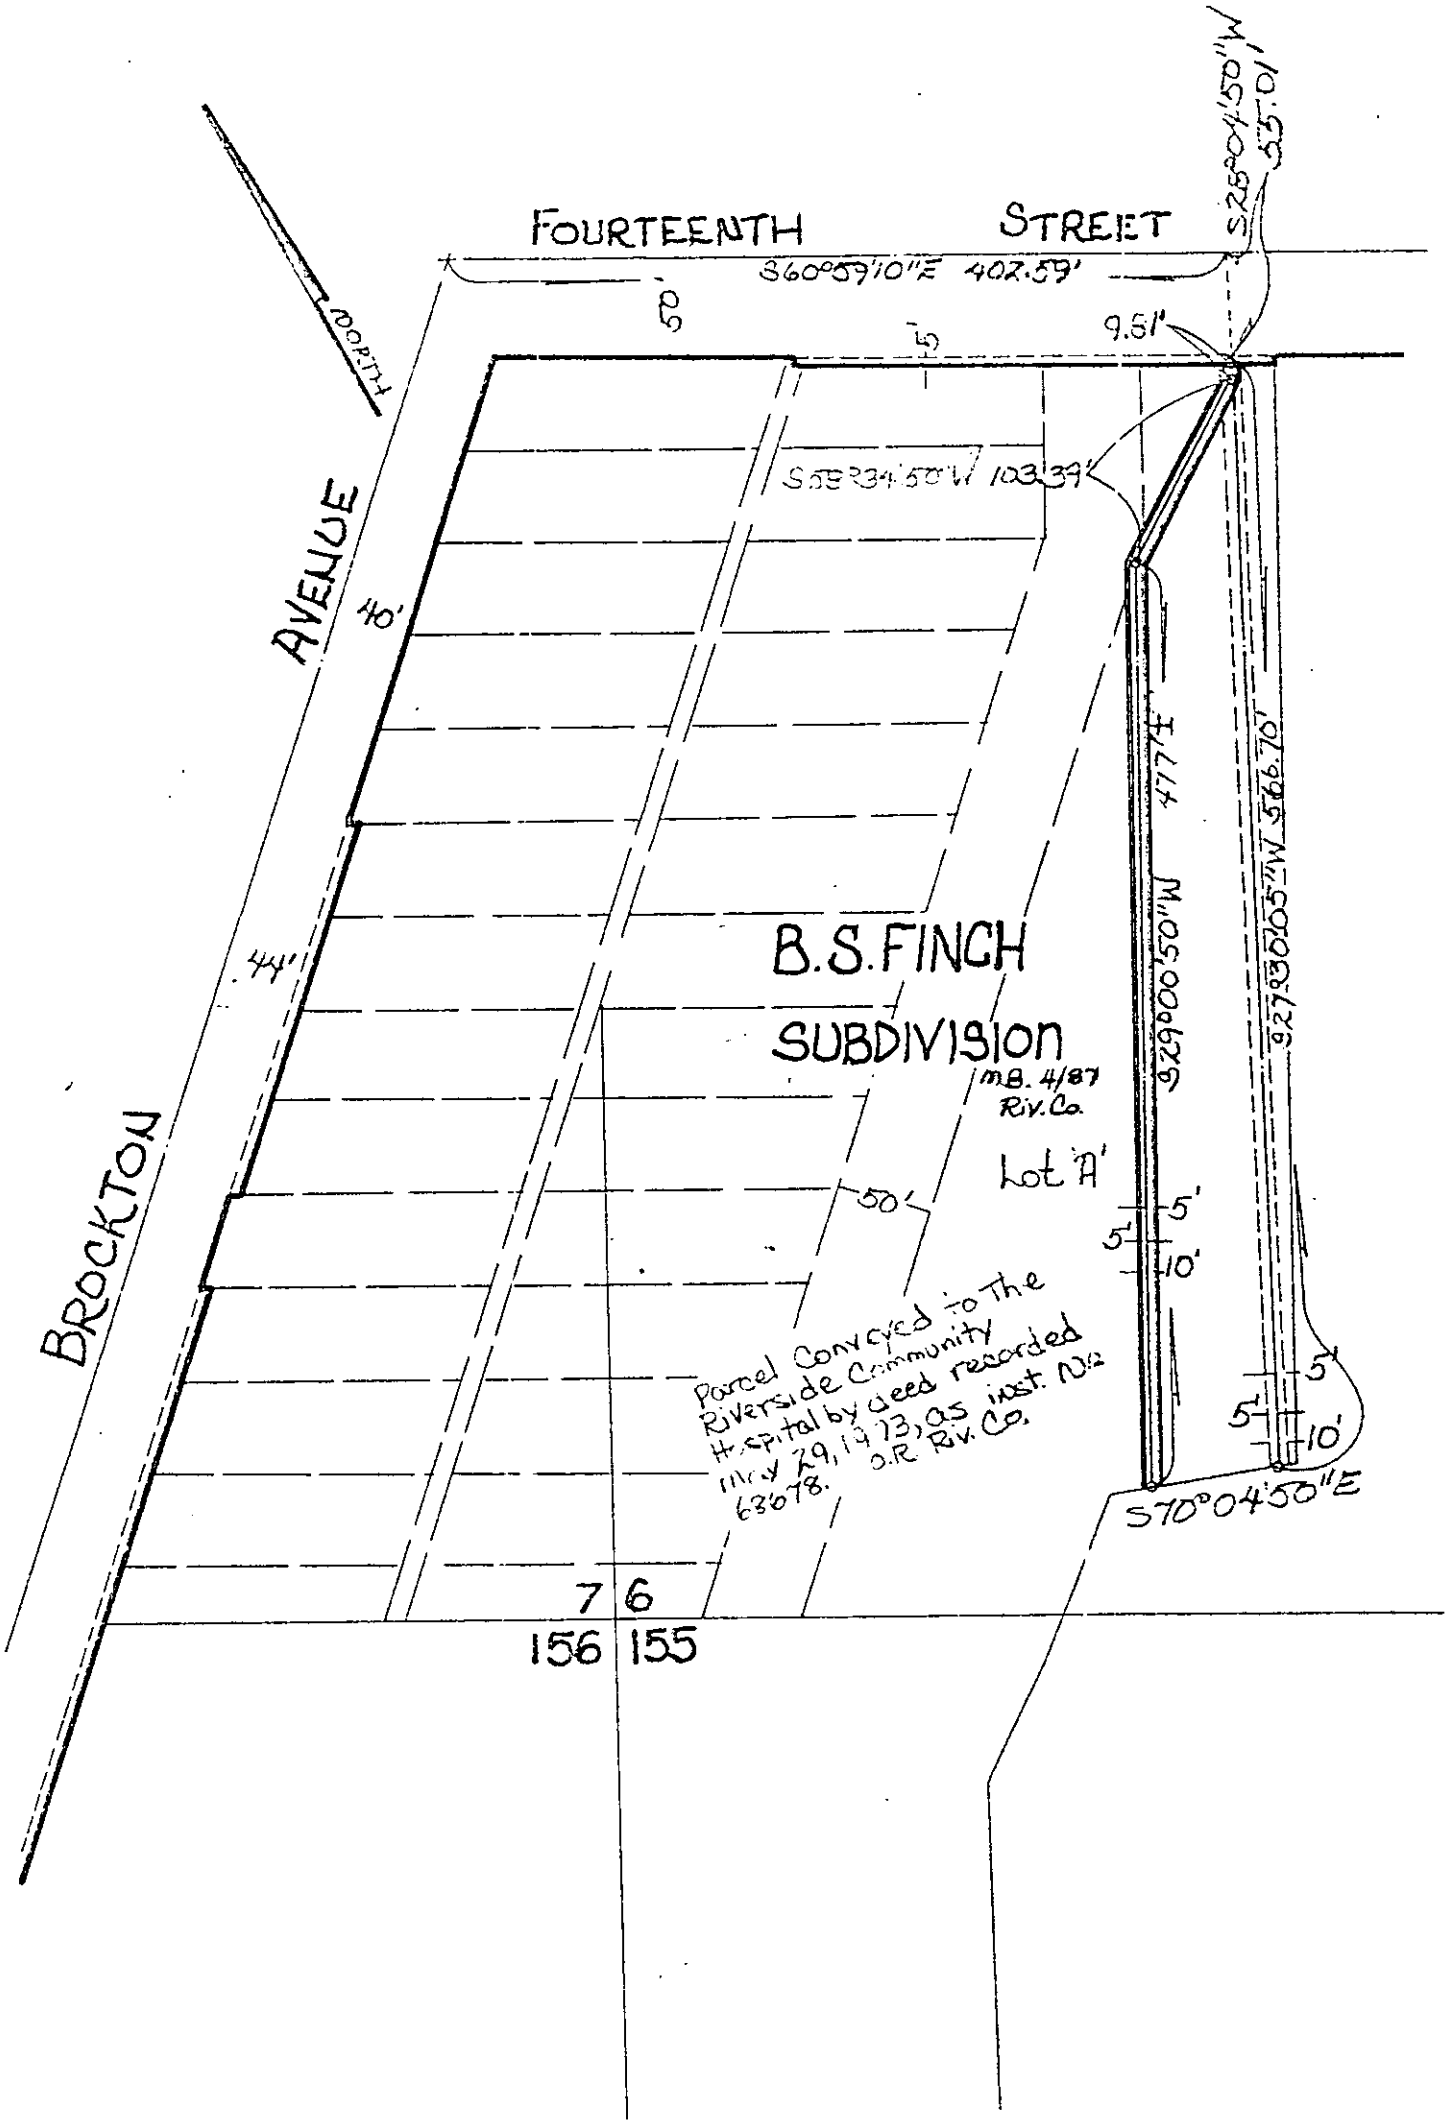 S28°04'50"W
55.01'
FOURTEENTH STREET
S60°59'10"E 402.59'
NORTH
50'
5'
9.51'
S58°34'50"W 103.39'
AVENUE
40'
S29°00'50"W
S27°30'05"W 566.70'
44'
B.S. FINCH
SUBDIVISION
M.B. 4/87
Riv. Co.
Lot 'A'
BROCKTON
50'
5'
5'
10'
Parcel Conveyed to The
Riverside Community
Hospital by deed recorded
May 29, 1973, as inst. No
63678. O.R. Riv. Co.
5'
5'
10'
S70°04'50"E
7 6
156 155